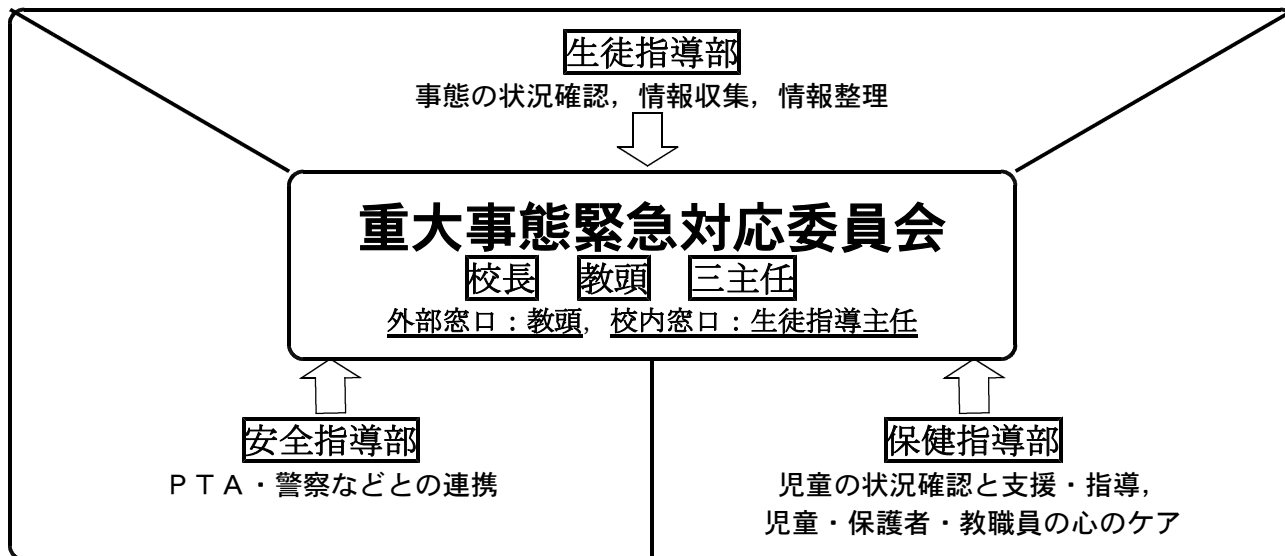 生徒指導部
事態の状況確認，情報収集，情報整理
重大事態緊急対応委員会
校長　教頭　三主任
外部窓口：教頭，校内窓口：生徒指導主任
安全指導部
ＰＴＡ・警察などとの連携
保健指導部
児童の状況確認と支援・指導，
児童・保護者・教職員の心のケア